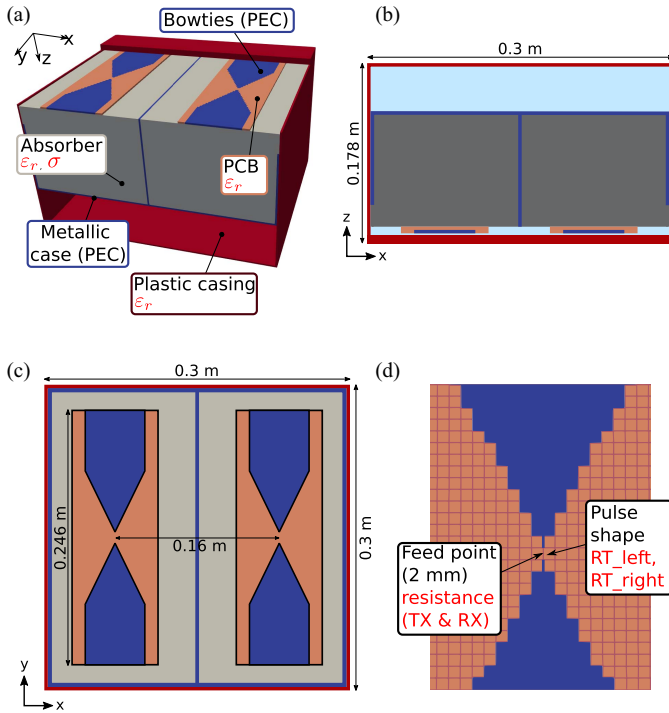 (a)
Bowties (PEC)
x
y
z
Absorber
εr, σ
PCB
εr
Metallic
case (PEC)
Plastic casing
εr
(b)
0.3 m
0.178 m
z
x
(c)
0.3 m
0.246 m
0.16 m
0.3 m
y
x
(d)
Feed point
(2 mm)
resistance
(TX & RX)
Pulse
shape
RT_left,
RT_right